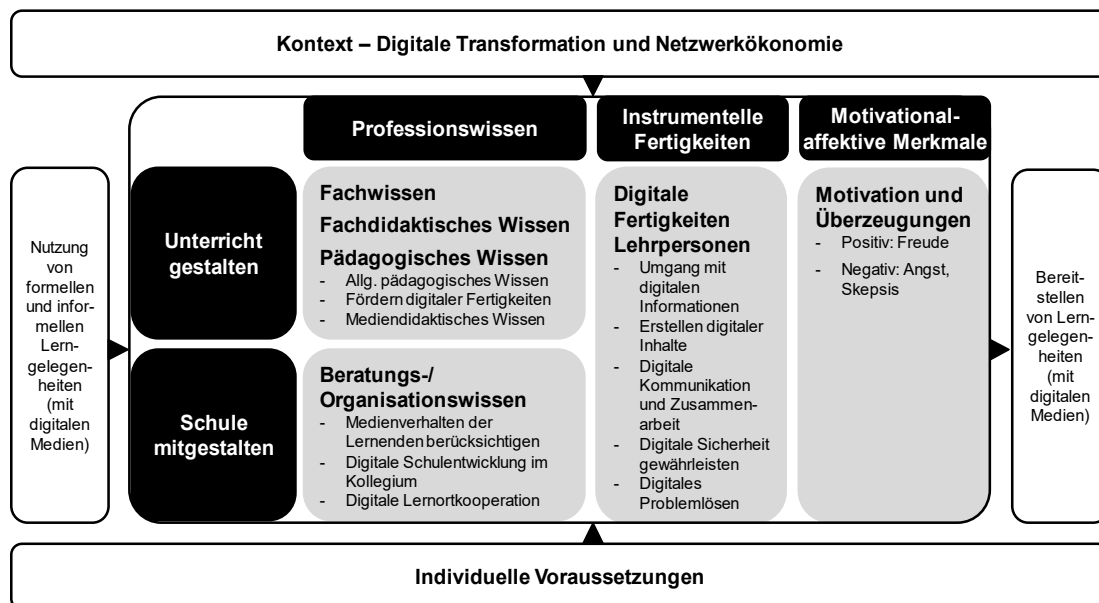 Kontext – Digitale Transformation und Netzwerkökonomie
Professionswissen
Instrumentelle
Fertigkeiten
Motivational-
affektive Merkmale
Nutzung
von
formellen
und infor-
mellen
Lern-
gelegen-
heiten
(mit
digitalen
Medien)
Unterricht
gestalten
Fachwissen
Fachdidaktisches Wissen
Pädagogisches Wissen
- Allg. pädagogisches Wissen
- Fördern digitaler Fertigkeiten
- Mediendidaktisches Wissen
Schule
mitgestalten
Beratungs-/
Organisationswissen
- Medienverhalten der
Lernenden berücksichtigen
- Digitale Schulentwicklung im
Kollegium
- Digitale Lernortkooperation
Digitale
Fertigkeiten
Lehrpersonen
- Umgang mit
digitalen
Informationen
- Erstellen digitaler
Inhalte
- Digitale
Kommunikation
und Zusammen-
arbeit
- Digitale Sicherheit
gewährleisten
- Digitales
Problemlösen
Motivation und
Überzeugungen
- Positiv: Freude
- Negativ: Angst,
Skepsis
Bereit-
stellen
von Lern-
gelegen-
heiten
(mit
digitalen
Medien)
Individuelle Voraussetzungen